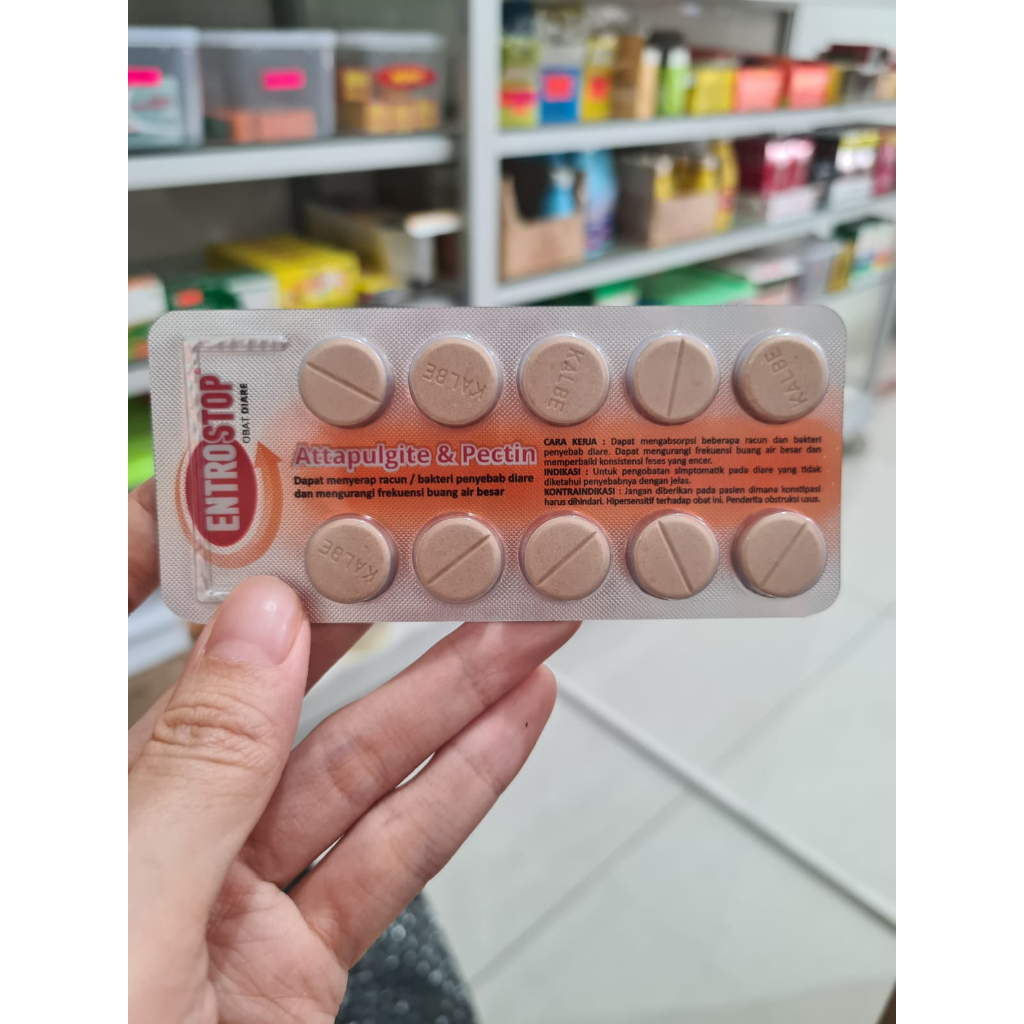 KALBE
KALBE
KALBE
ENTROSTOP
OBAT DIARE
Attapulgite & Pectin
Dapat menyerap racun / bakteri penyebab diare
dan mengurangi frekuensi buang air besar
CARA KERJA : Dapat mengabsorpsi beberapa racun dan bakteri
penyebab diare. Dapat mengurangi frekuensi buang air besar dan
memperbaiki konsistensi feses yang encer.
INDIKASI : Untuk pengobatan simptomatik pada diare yang tidak
diketahui penyebabnya dengan jelas.
KONTRAINDIKASI : Jangan diberikan pada pasien dimana konstipasi
harus dihindari. Hipersensitif terhadap obat ini. Penderita obstruksi usus.
KALBE